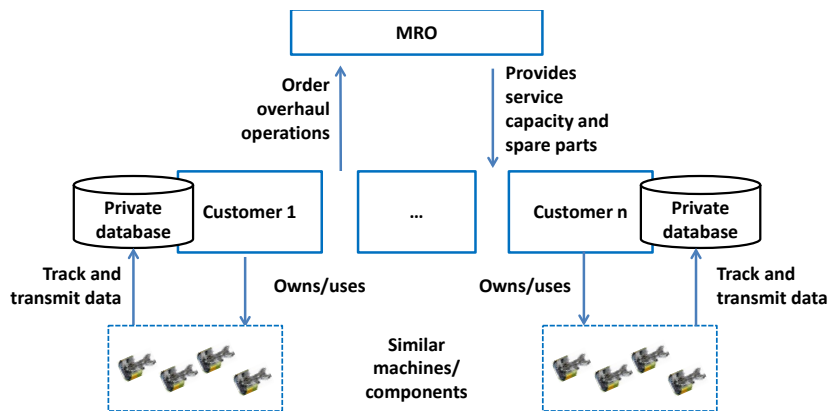 MRO
Order
overhaul
operations
Provides
service
capacity and
spare parts
Private
database
Customer 1
...
Customer n
Private
database
Track and
transmit data
Owns/uses
Owns/uses
Track and
transmit data
Similar
machines/
components